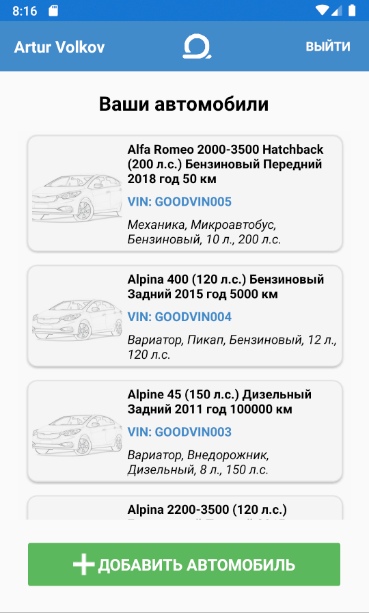 8:16
Artur Volkov
ВЫЙТИ
Ваши автомобили
Alfa Romeo 2000-3500 Hatchback
(200 л.с.) Бензиновый Передний
2018 год 50 км
VIN: GOODVIN005
Механика, Микроавтобус,
Бензиновый, 10 л., 200 л.с.
Alpina 400 (120 л.с.) Бензиновый
Задний 2015 год 5000 км
VIN: GOODVIN004
Вариатор, Пикап, Бензиновый, 12 л.,
120 л.с.
Alpine 45 (150 л.с.) Дизельный
Задний 2011 год 100000 км
VIN: GOODVIN003
Вариатор, Внедорожник,
Дизельный, 8 л., 150 л.с.
Alpina 2200-3500 (120 л.с.)
ДОБАВИТЬ АВТОМОБИЛЬ